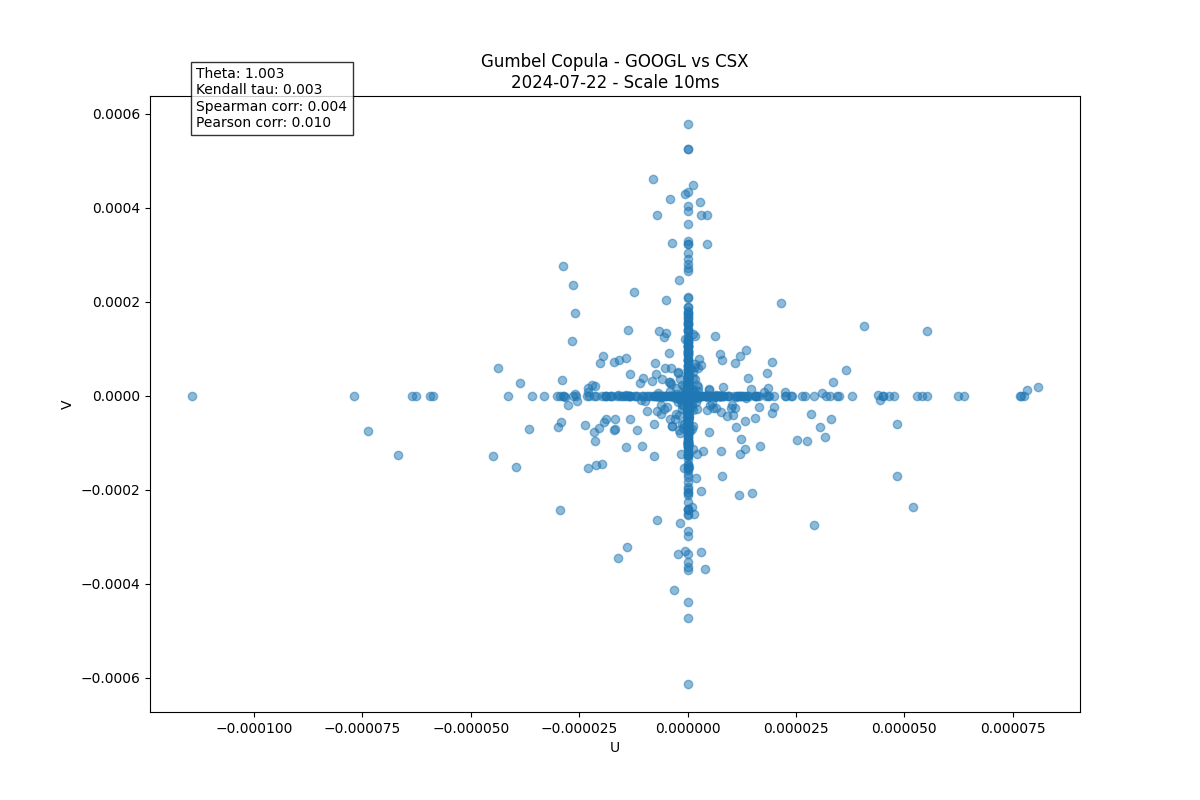 Gumbel Copula - GOOGL vs CSX
2024-07-22 - Scale 10ms
Theta: 1.003
Kendall tau: 0.003
Spearman corr: 0.004
Pearson corr: 0.010
0.0006
0.0004
0.0002
0.0000
−0.0002
−0.0004
−0.0006
V
−0.000100
−0.000075
−0.000050
−0.000025
0.000000
0.000025
0.000050
0.000075
U